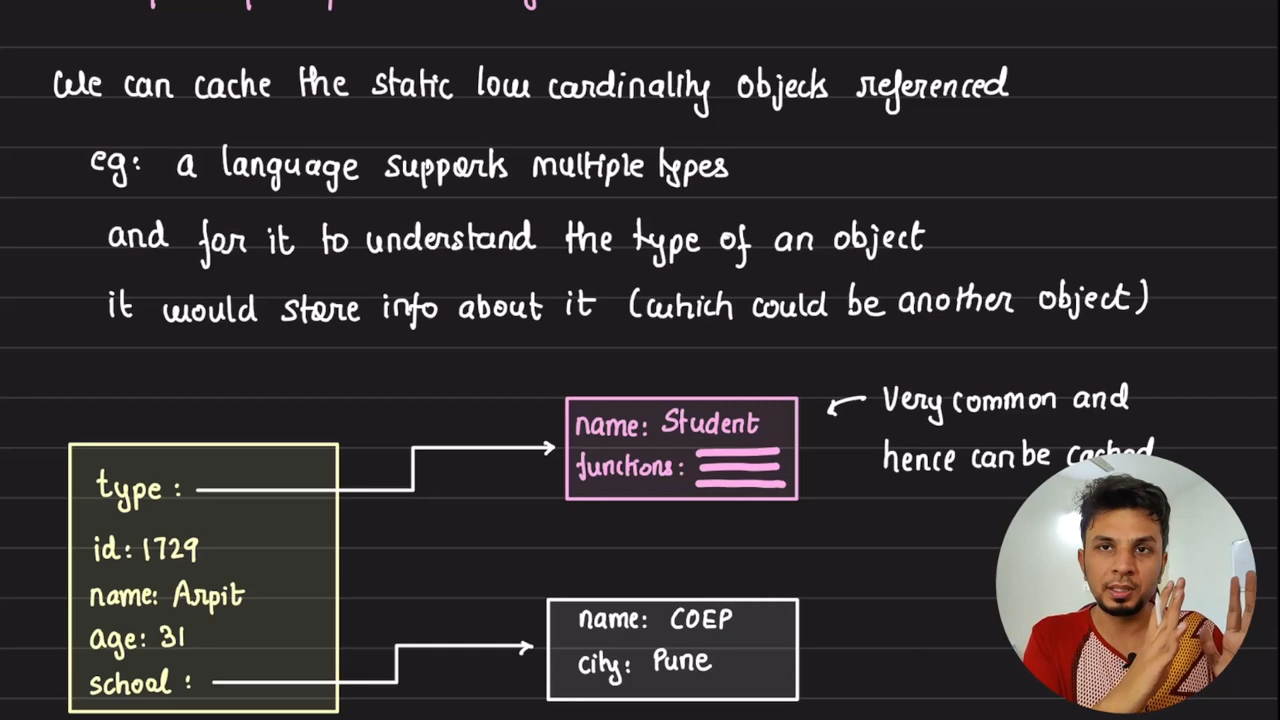 We can cache the static low cardinality objects referenced
eg: a language supports multiple types
and for it to understand the type of an object
it would store info about it (which could be another object)
Very common and
hence can be cached
name: Student
functions:
type :
id: 1729
name: Arpit
age: 31
school :
name: COEP
city: Pune